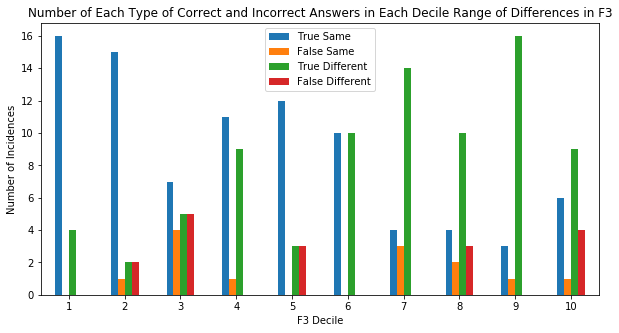 Number of Each Type of Correct and Incorrect Answers in Each Decile Range of Differences in F3
True Same
False Same
True Different
False Different
Number of Incidences
16
14
12
10
8
6
4
2
0
1 2 3 4 5 6 7 8 9 10
F3 Decile